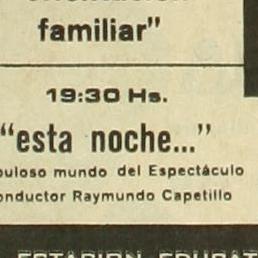 familiar”
19:30 Hs.
“esta noche...”
mundo del Espectáculo
Raymundo Capetillo